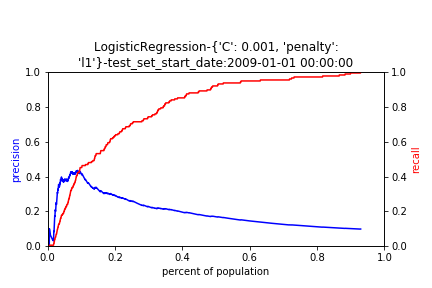 LogisticRegression-{'C': 0.001, 'penalty':
'l1'}-test_set_start_date:2009-01-01 00:00:00
1.0
0.8
0.6
0.4
0.2
0.0
precision
1.0
0.8
0.6
0.4
0.2
0.0
recall
0.0 0.2 0.4 0.6 0.8 1.0
percent of population